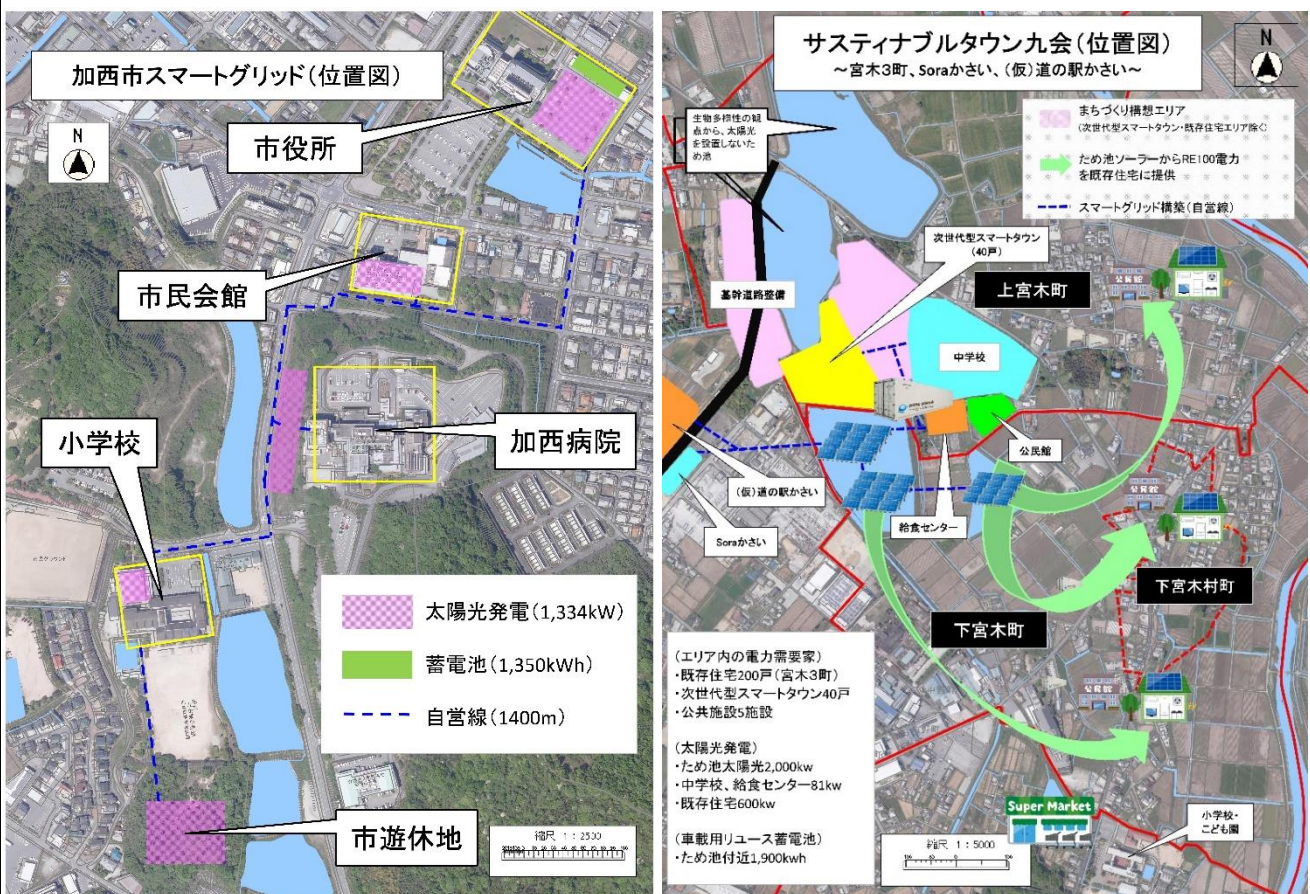 加西市スマートグリッド(位置図)
N
市役所
市民会館
加西病院
小学校
市遊休地
太陽光発電(1,334kW)
蓄電池(1,350kWh)
自営線(1400m)
縮尺 1:2500
サスティナブルタウン九会(位置図)
~宮木3町、Soraかさい、(仮)道の駅かさい~
N
生物多様性の観
点から、太陽光
を設置しないた
め池
まちづくり構想エリア
(次世代型スマートタウン・既存住宅エリア除く)
ため池ソーラーからRE100電力
を既存住宅に提供
スマートグリッド構築(自営線)
次世代型スマートタウン
(40戸)
上宮木町
公民館
基幹道路整備
中学校
公民館
(仮)道の駅かさい
給食センター
Soraかさい
公民館
下宮木村町
下宮木町
公民館
(エリア内の電力需要家)
・既存住宅200戸(宮木3町)
・次世代型スマートタウン40戸
・公共施設5施設
(太陽光発電)
・ため池太陽光2,000kw
・中学校、給食センター81kw
・既存住宅600kw
(車載用リユース蓄電池)
・ため池付近1,900kwh
Super Market
小学校・
こども園
縮尺 1:5000